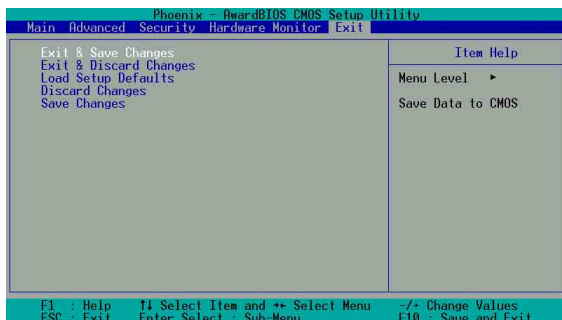 Phoenix - AwardBIOS CMOS Setup Utility
Main Advanced Security Hardware Monitor Exit
Exit & Save Changes
Exit & Discard Changes
Load Setup Defaults
Discard Changes
Save Changes
Item Help
Menu Level ►
Save Data to CMOS
F1 : Help ↑↓ Select Item and →← Select Menu -/+ Change Values
ESC : Exit Enter Select ► Sub-Menu F10 : Save and Exit